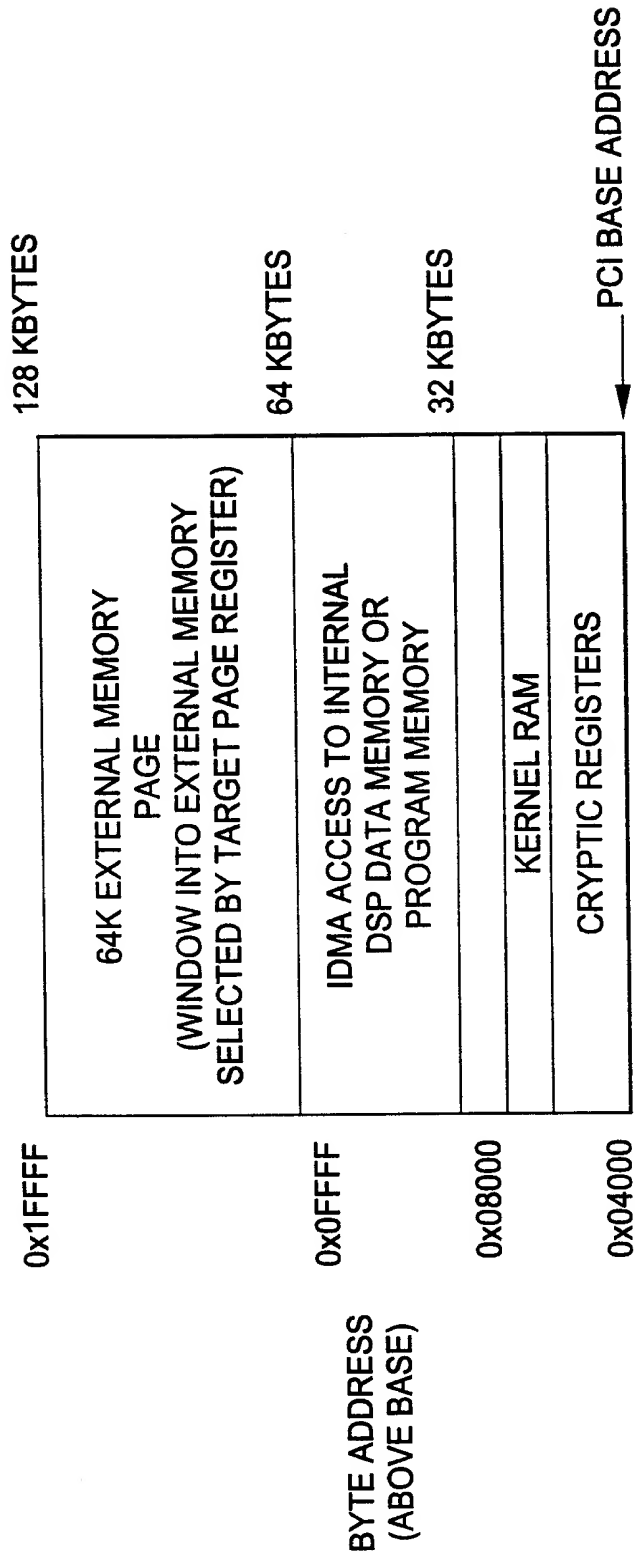 0x1FFFF
128 KBYTES
64K EXTERNAL MEMORY
PAGE
(WINDOW INTO EXTERNAL MEMORY
SELECTED BY TARGET PAGE REGISTER)
0x0FFFF
64 KBYTES
BYTE ADDRESS
(ABOVE BASE)
IDMA ACCESS TO INTERNAL
DSP DATA MEMORY OR
PROGRAM MEMORY
0x08000
32 KBYTES
KERNEL RAM
CRYPTIC REGISTERS
0x04000
PCI BASE ADDRESS